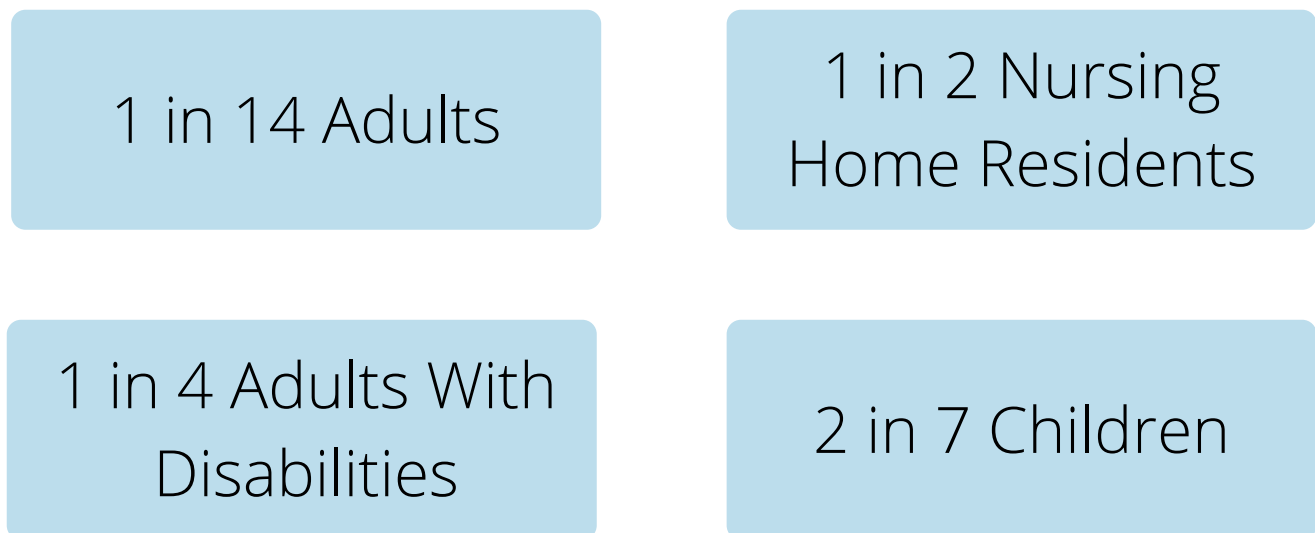 1 in 14 Adults
1 in 2 Nursing
Home Residents
1 in 4 Adults With
Disabilities
2 in 7 Children